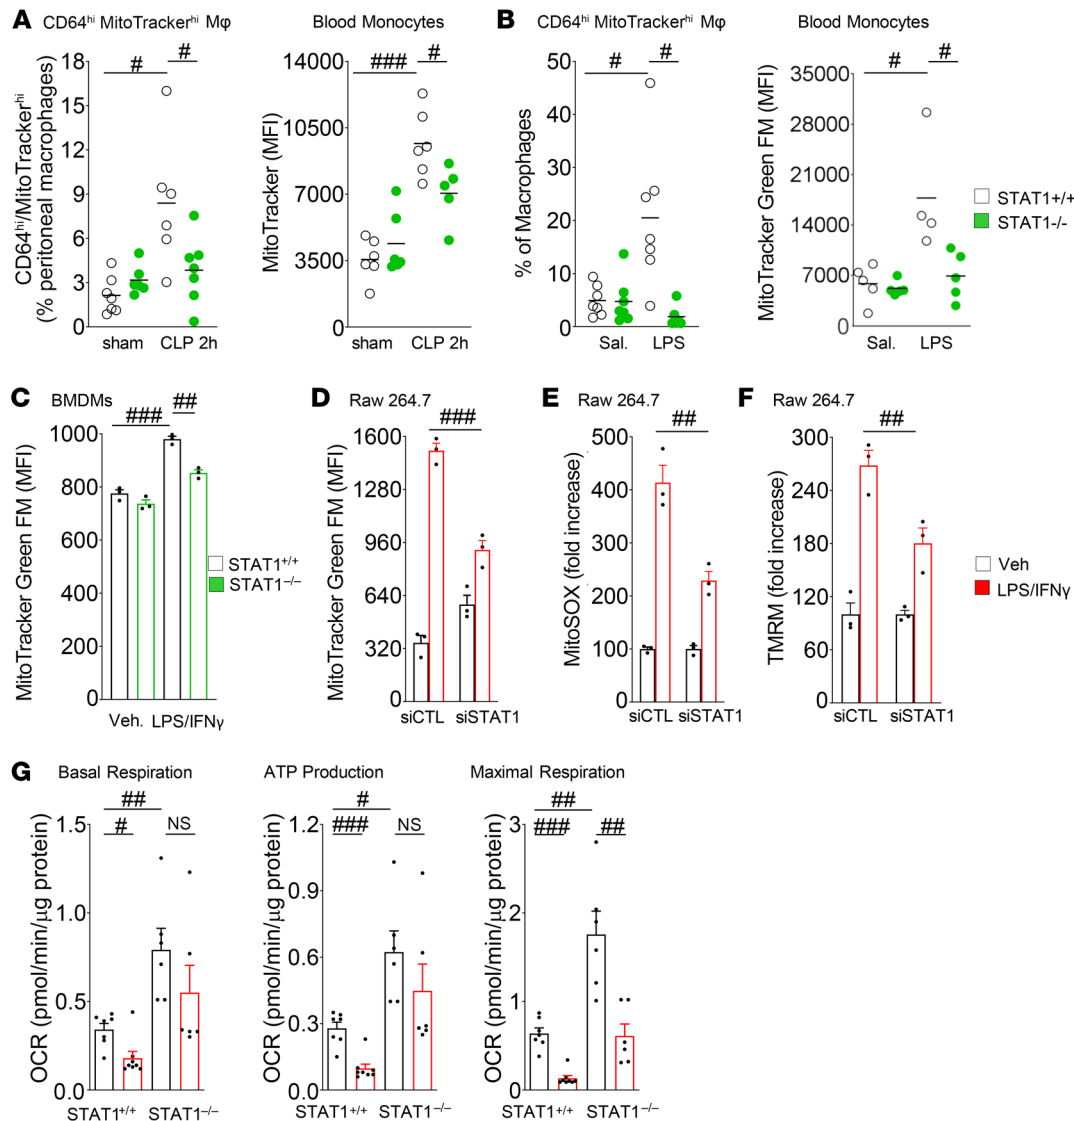 A
CD64hi MitoTrackerhi Mφ
#
#
CD64hi/MitoTrackerhi
(% peritoneal macrophages)
18
15
12
9
6
3
0
sham
CLP 2h
Blood Monocytes
###
#
MitoTracker (MFI)
14000
10500
7000
3500
0
sham
CLP 2h
B
CD64hi MitoTrackerhi Mφ
#
#
% of Macrophages
50
40
30
20
10
0
Sal.
LPS
Blood Monocytes
#
#
MitoTracker Green FM (MFI)
35000
28000
21000
14000
7000
0
Sal.
LPS
STAT1+/+
STAT1-/-
C
BMDMs
###
##
MitoTracker Green FM (MFI)
1000
800
600
400
200
0
Veh.
LPS/IFNγ
STAT1+/+
STAT1–/–
D
Raw 264.7
###
MitoTracker Green FM (MFI)
1600
1280
960
640
320
0
siCTL
siSTAT1
E
Raw 264.7
##
MitoSOX (fold increase)
500
400
300
200
100
0
siCTL
siSTAT1
F
Raw 264.7
##
TMRM (fold increase)
300
240
180
120
60
0
siCTL
siSTAT1
Veh
LPS/IFNγ
G
Basal Respiration
##
#
NS
OCR (pmol/min/μg protein)
1.5
1.0
0.5
0.0
STAT1+/+
STAT1–/–
ATP Production
#
###
NS
OCR (pmol/min/μg protein)
1.2
0.9
0.6
0.3
0.0
STAT1+/+
STAT1–/–
Maximal Respiration
##
###
##
OCR (pmol/min/μg protein)
3
2
1
0
STAT1+/+
STAT1–/–